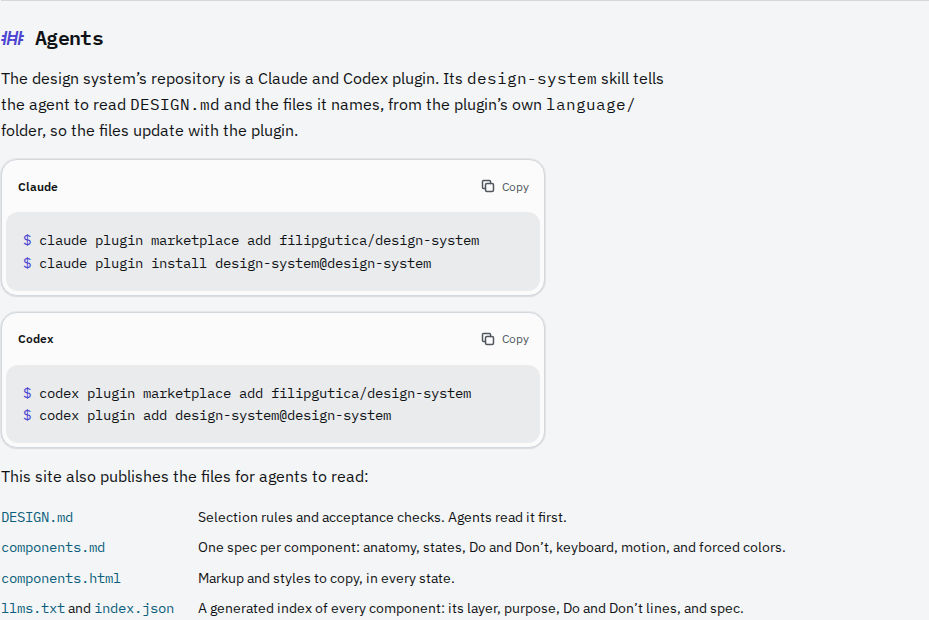 ## Agents
The design system’s repository is a Claude and Codex plugin. Its design-system skill tells
the agent to read DESIGN.md and the files it names, from the plugin’s own language/
folder, so the files update with the plugin.
Claude
Copy
$ claude plugin marketplace add filipgutica/design-system
$ claude plugin install design-system@design-system
Codex
Copy
$ codex plugin marketplace add filipgutica/design-system
$ codex plugin add design-system@design-system
This site also publishes the files for agents to read:
DESIGN.md Selection rules and acceptance checks. Agents read it first.
components.md One spec per component: anatomy, states, Do and Don’t, keyboard, motion, and forced colors.
components.html Markup and styles to copy, in every state.
llms.txt and index.json A generated index of every component: its layer, purpose, Do and Don’t lines, and spec.